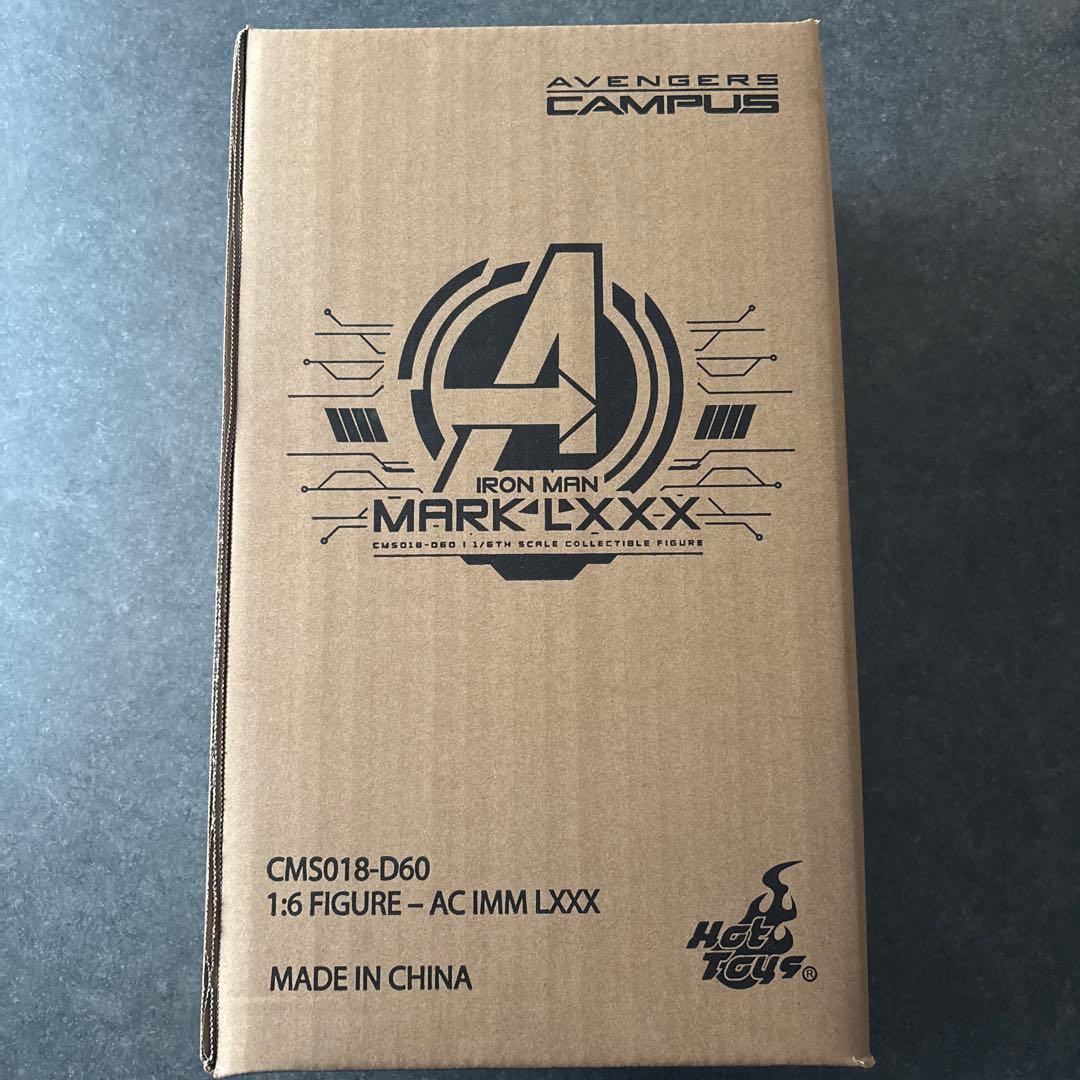 AVENGERS
CAMPUS
A
IRON MAN
MARK LXXX
CMS018-D60 | 1/6TH SCALE COLLECTIBLE FIGURE
CMS018-D60
1:6 FIGURE – AC IMM LXXX
MADE IN CHINA
Hot
Toys®